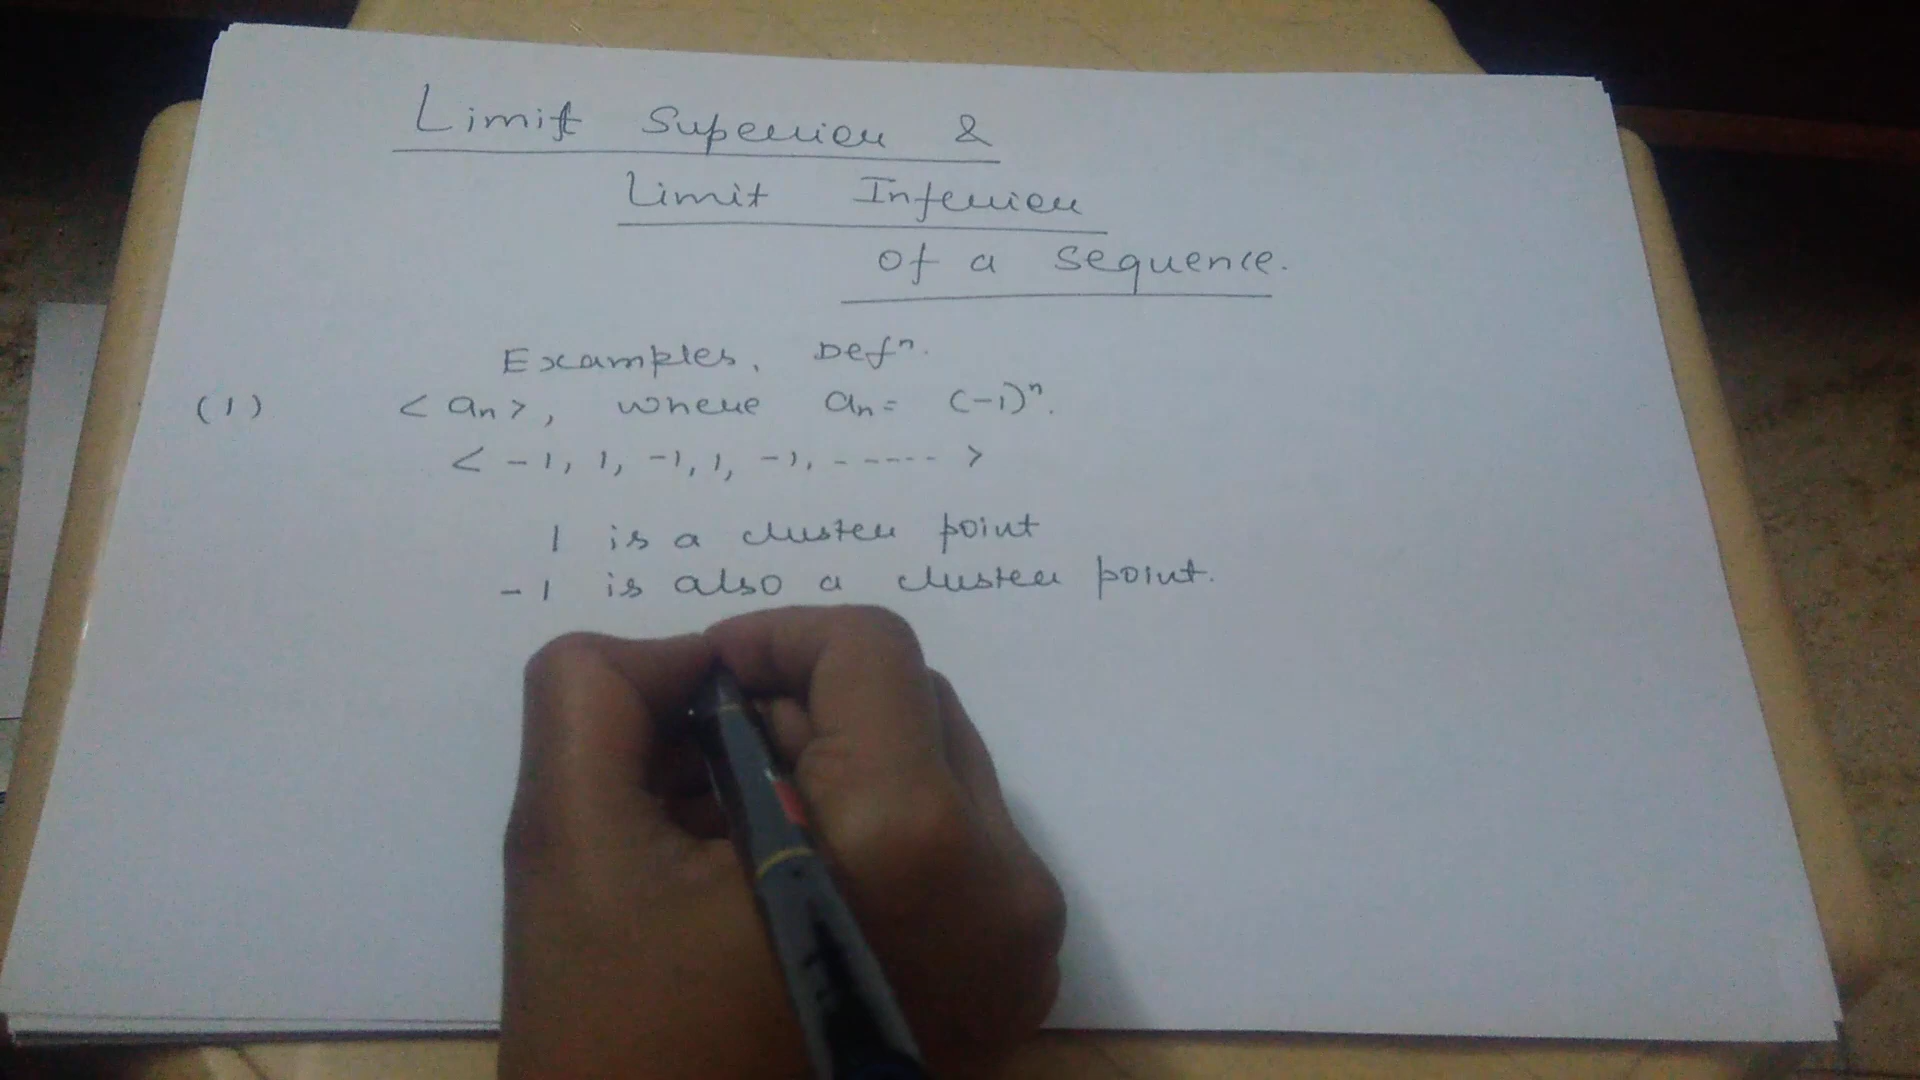 Limit Superior &
Limit Inferior
of a sequence.
Examples, Defⁿ.
(1) < aₙ >, where aₙ = (-1)ⁿ.
< -1, 1, -1, 1, -1, ------ >
1 is a cluster point
-1 is also a cluster point.